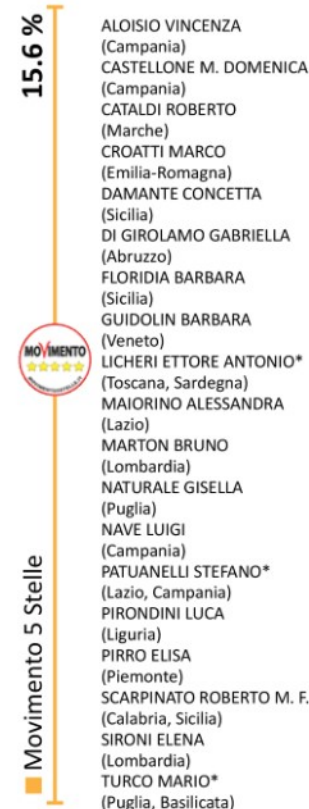 15.6 %
MOVIMENTO
Movimento 5 Stelle
ALOISIO VINCENZA
(Campania)
CASTELLONE M. DOMENICA
(Campania)
CATALDI ROBERTO
(Marche)
CROATTI MARCO
(Emilia-Romagna)
DAMANTE CONCETTA
(Sicilia)
DI GIROLAMO GABRIELLA
(Abruzzo)
FLORIDIA BARBARA
(Sicilia)
GUIDOLIN BARBARA
(Veneto)
LICHERI ETTORE ANTONIO*
(Toscana, Sardegna)
MAIORINO ALESSANDRA
(Lazio)
MARTON BRUNO
(Lombardia)
NATURALE GISELLA
(Puglia)
NAVE LUIGI
(Campania)
PATUANELLI STEFANO*
(Lazio, Campania)
PIRONDINI LUCA
(Liguria)
PIRRO ELISA
(Piemonte)
SCARPINATO ROBERTO M. F.
(Calabria, Sicilia)
SIRONI ELENA
(Lombardia)
TURCO MARIO*
(Puglia, Basilicata)